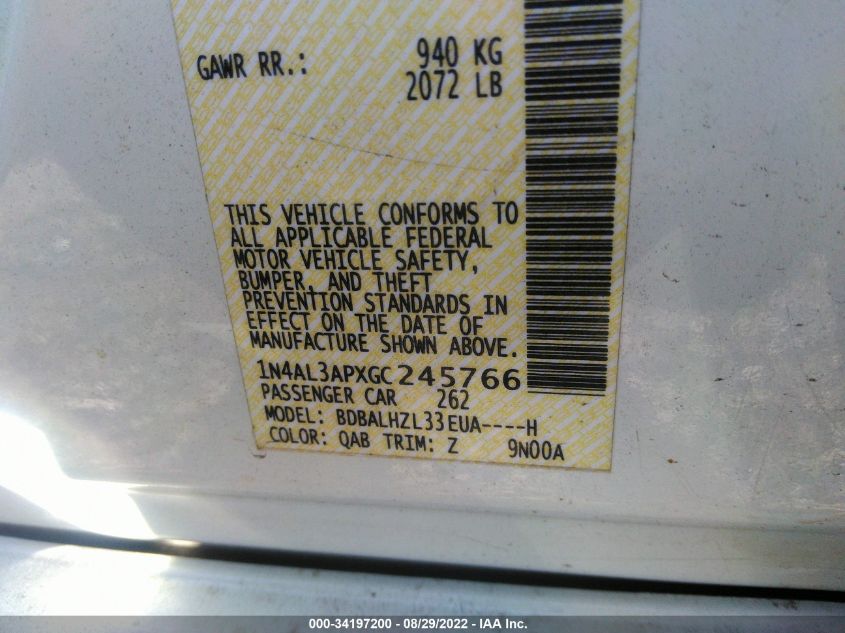 GAWR RR.: 940 KG
2072 LB
THIS VEHICLE CONFORMS TO
ALL APPLICABLE FEDERAL
MOTOR VEHICLE SAFETY,
BUMPER, AND THEFT
PREVENTION STANDARDS IN
EFFECT ON THE DATE OF
MANUFACTURE SHOWN ABOVE.
1N4AL3APXGC245766
PASSENGER CAR 262
MODEL: BDBALHZL33EUA----H
COLOR: QAB TRIM: Z 9N00A
000-34197200 - 08/29/2022 - IAA Inc.